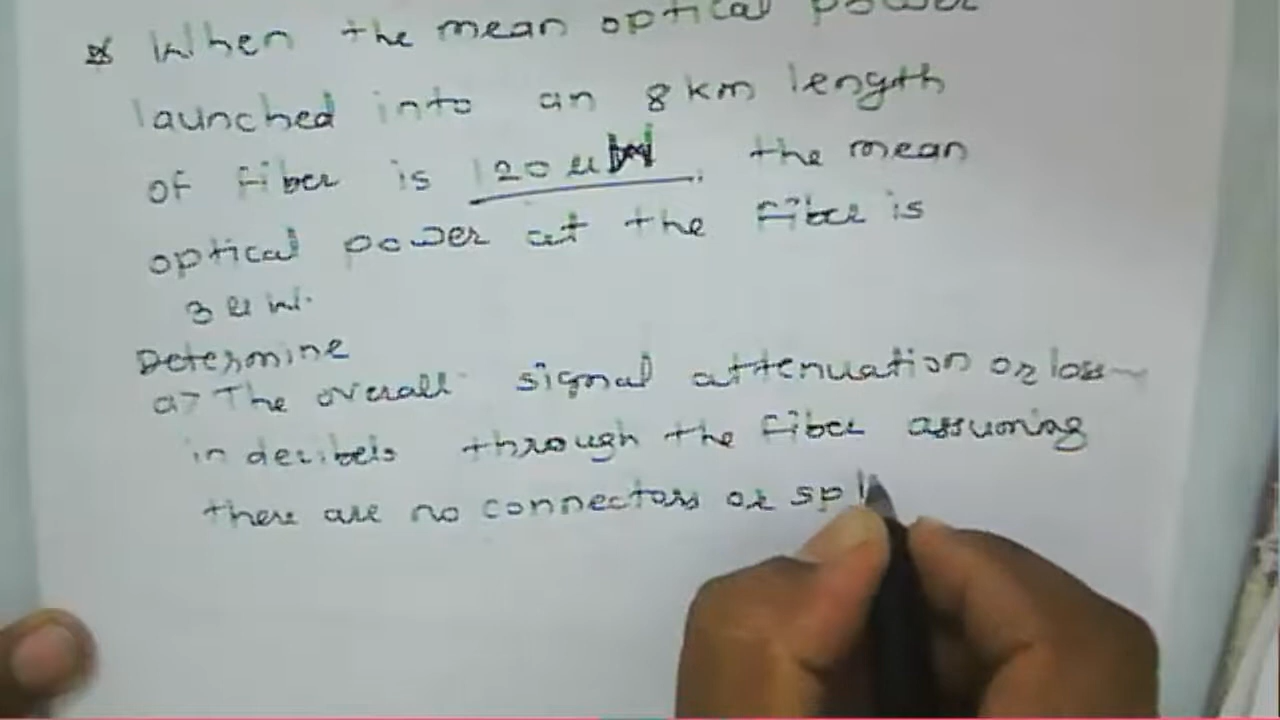 * When the mean optical power
launched into an 8 km length
of fiber is 120 μW, the mean
optical power at the fiber is
3 μW.
Determine
a> The overall signal attenuation or loss
in decibels through the fiber assuming
there are no connectors or spl